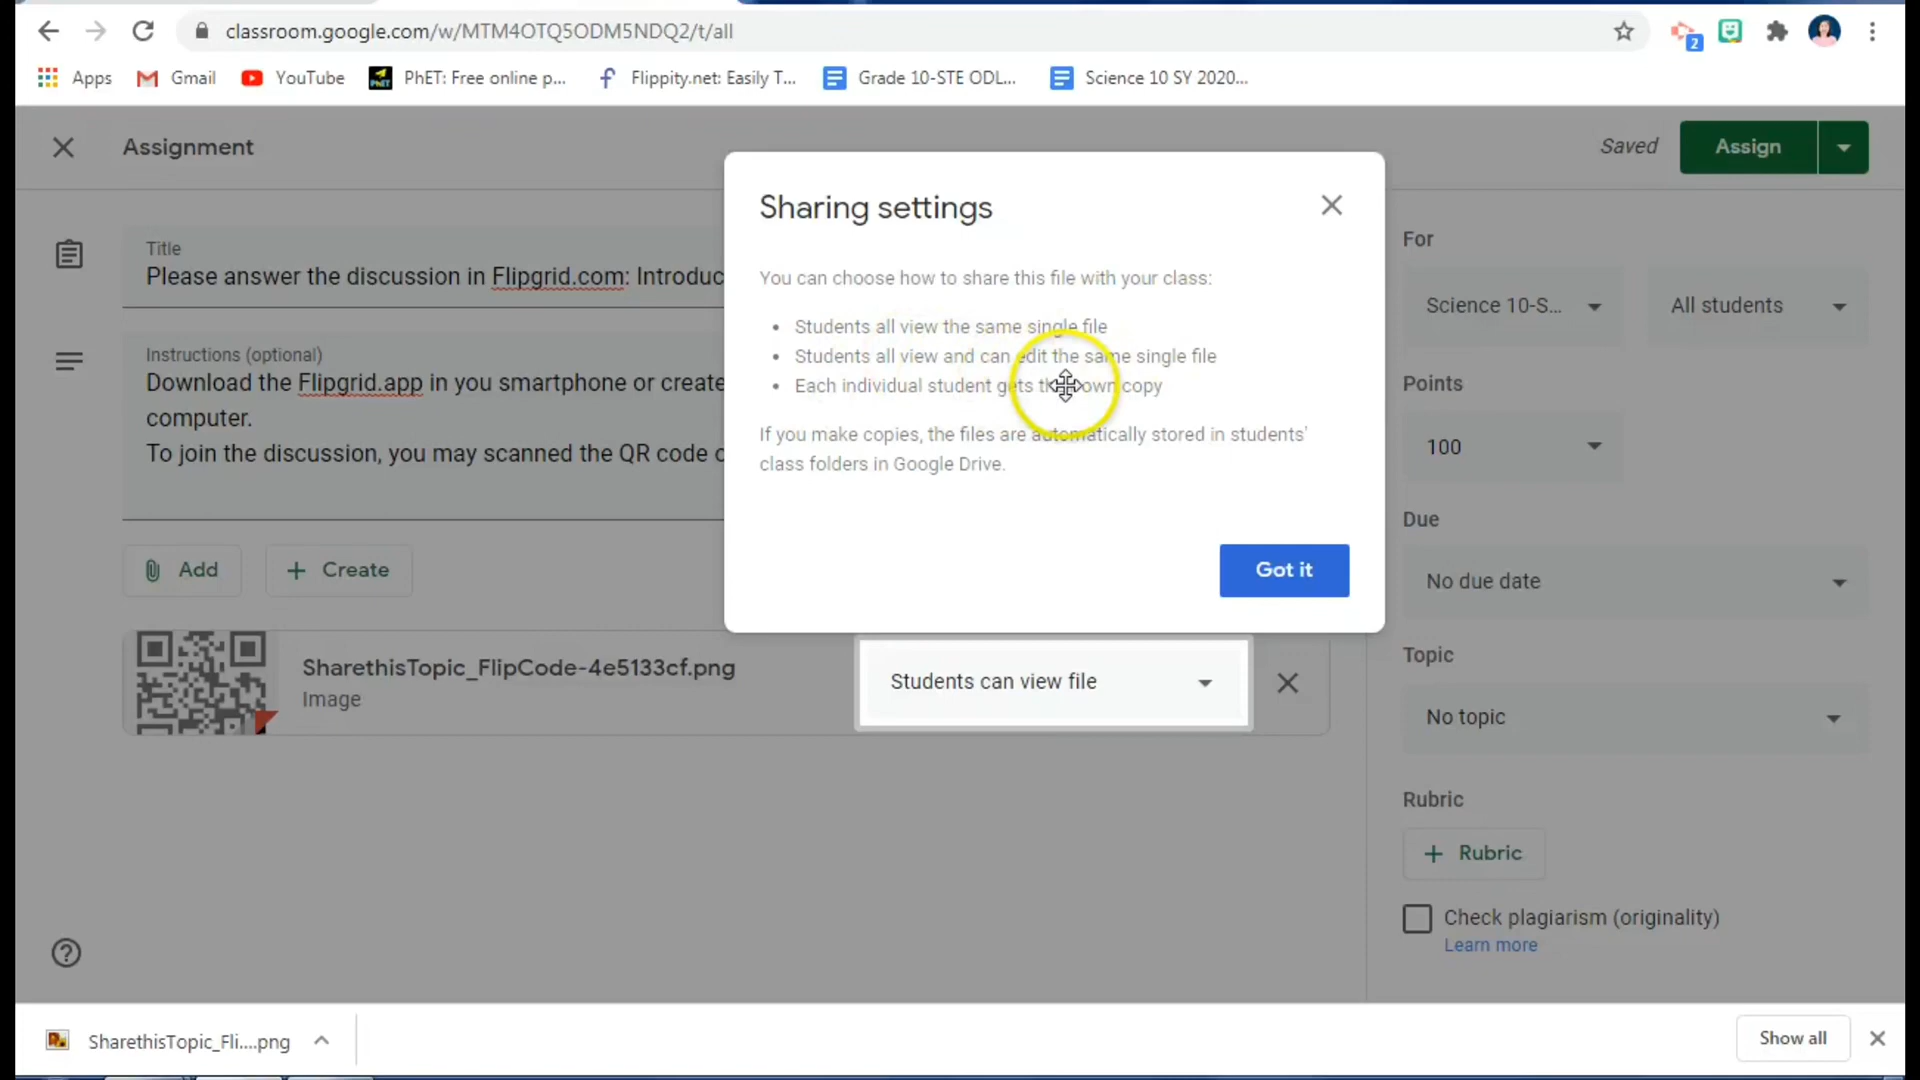 classroom.google.com/w/MTM4OTQ5ODM5NDQ2/t/all
2
Apps Gmail YouTube PhET: Free online p... Flippity.net: Easily T... Grade 10-STE ODL... Science 10 SY 2020...
Assignment
Saved
Assign
Sharing settings
You can choose how to share this file with your class:
• Students all view the same single file
• Students all view and can edit the same single file
• Each individual student gets own copy
If you make copies, the files are automatically stored in students'
class folders in Google Drive.
Got it
Title
Please answer the discussion in Flipgrid.com: Introduc
Instructions (optional)
Download the Flipgrid.app in you smartphone or create
computer.
To join the discussion, you may scanned the QR code
Add
Create
SharethisTopic_FlipCode-4e5133cf.png
Image
Students can view file
For
Science 10-S...
All students
Points
100
Due
No due date
Topic
No topic
Rubric
Rubric
Check plagiarism (originality)
Learn more
SharethisTopic_Fli....png
Show all